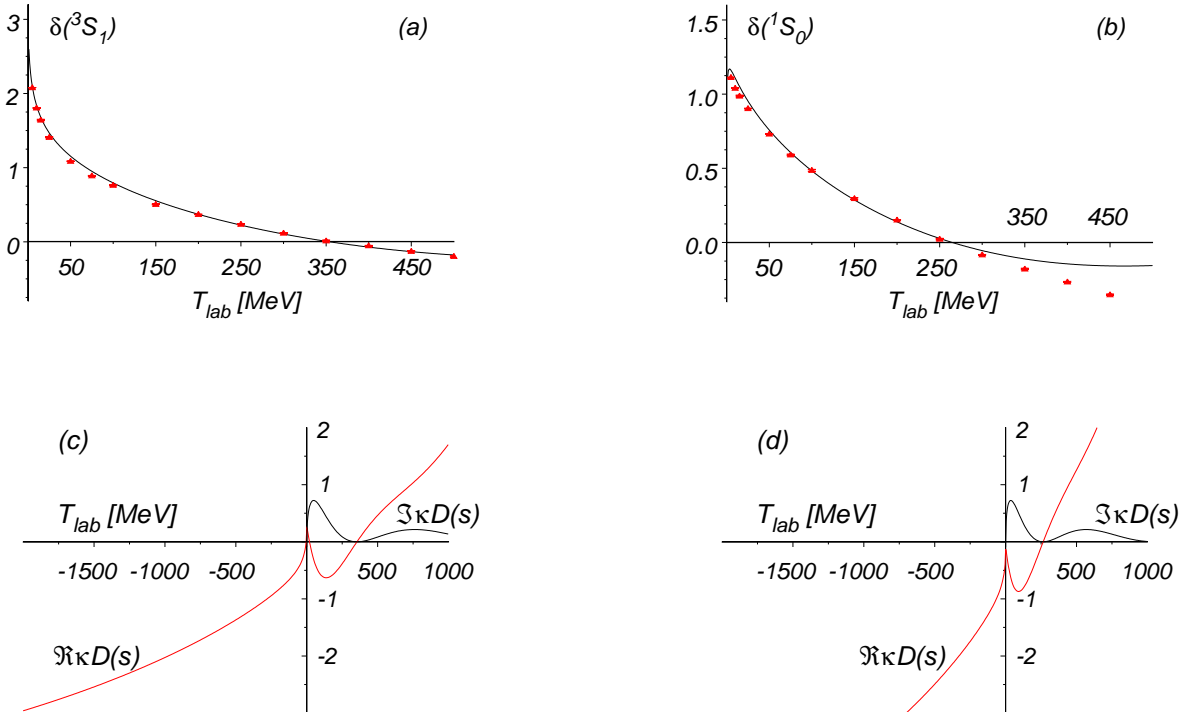 3
δ(³S₁)
(a)
2
1
0
50
150
250
350
450
T_lab [MeV]
1.5
δ(¹S₀)
(b)
1.0
0.5
350
450
0.0
50
150
250
T_lab [MeV]
(c)
2
1
T_lab [MeV]
ℑκD(s)
-1500
-1000
-500
500
1000
-1
ℜκD(s)
-2
(d)
2
1
T_lab [MeV]
ℑκD(s)
-1500
-1000
-500
500
1000
-1
ℜκD(s)
-2